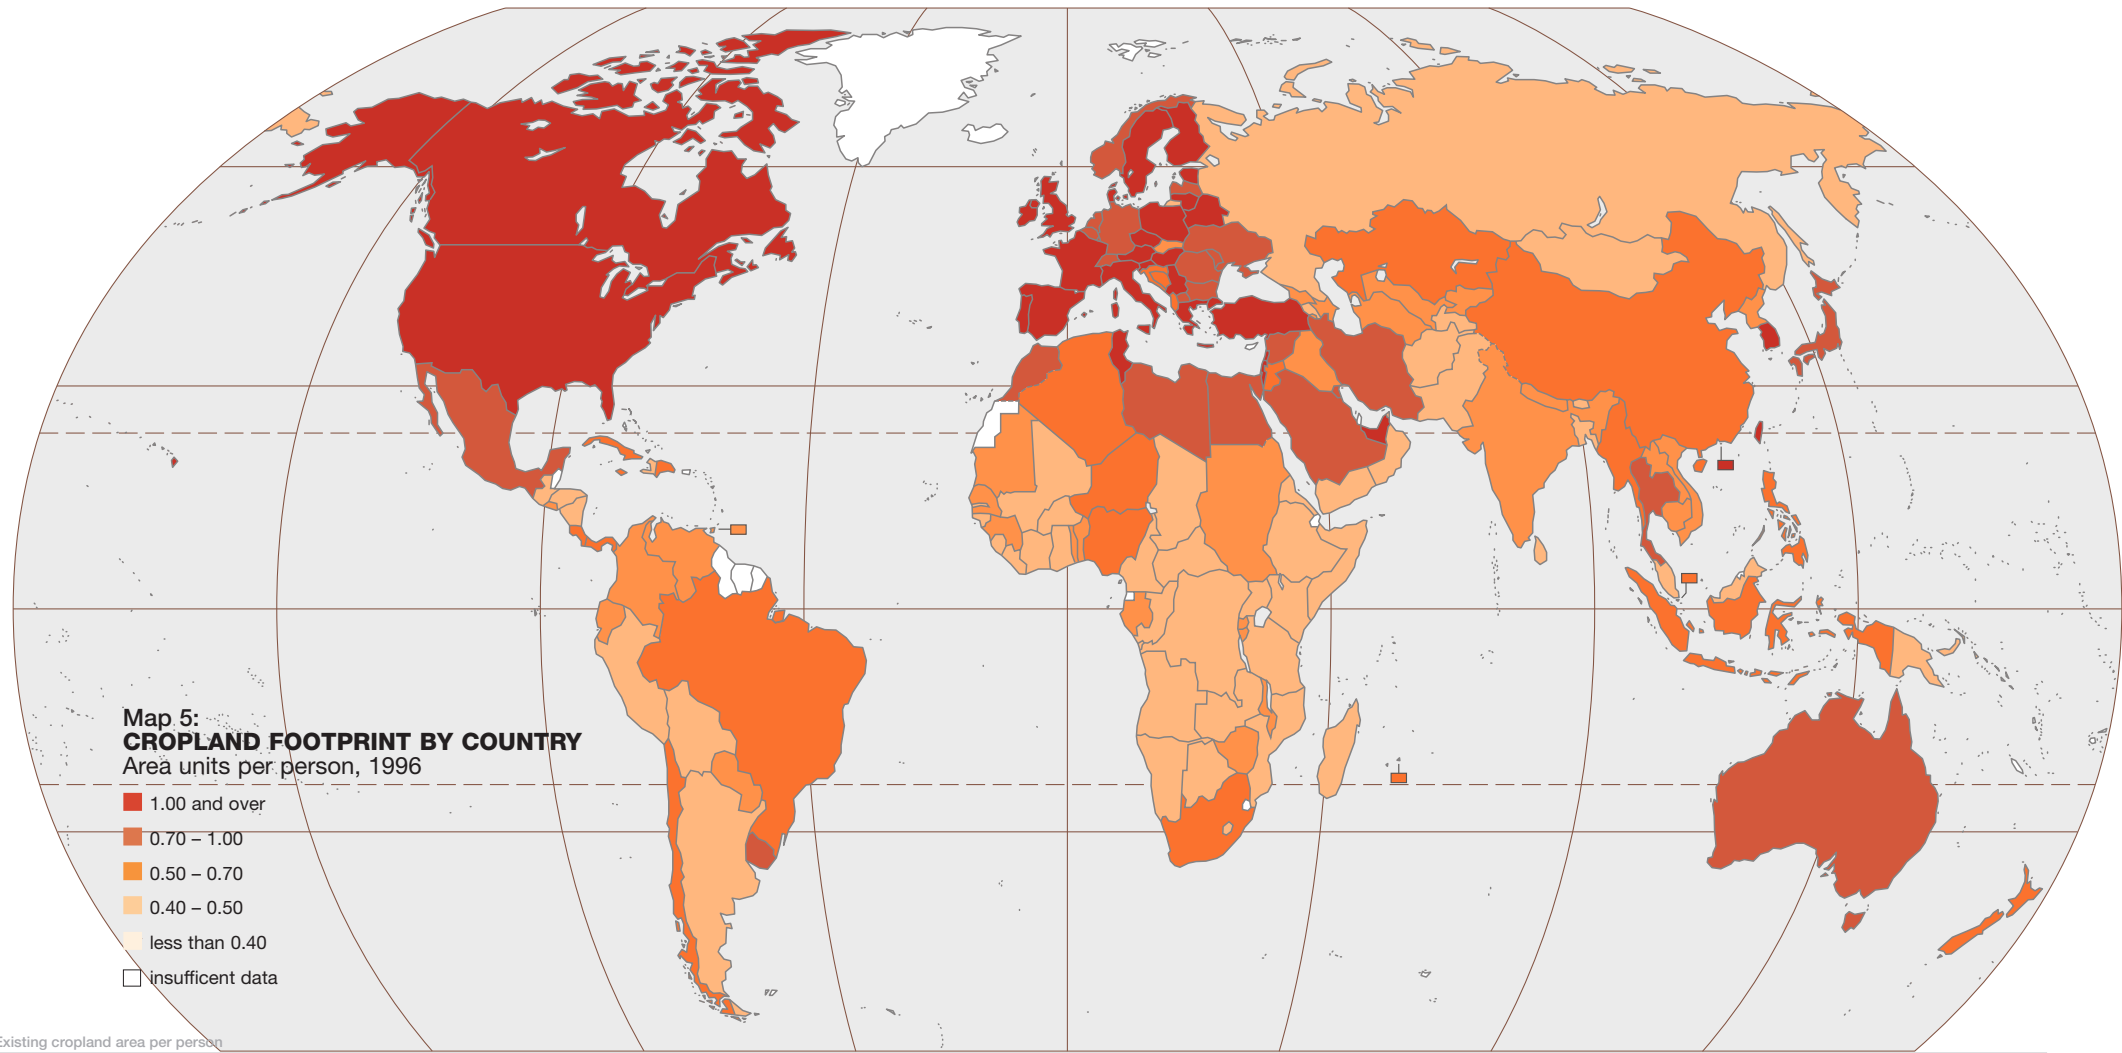 Map 5:
CROPLAND FOOTPRINT BY COUNTRY
Area units per person, 1996
1.00 and over
0.70 – 1.00
0.50 – 0.70
0.40 – 0.50
less than 0.40
insufficent data
Existing cropland area per person